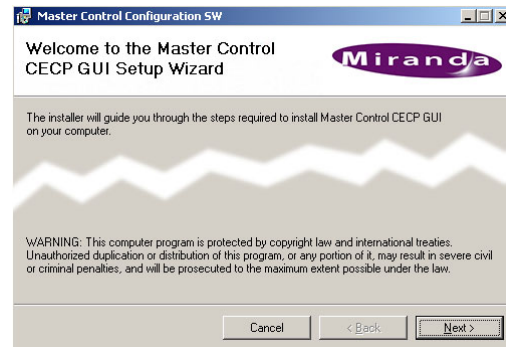 Master Control Configuration SW
Welcome to the Master Control
CECP GUI Setup Wizard
Miranda
The installer will guide you through the steps required to install Master Control CECP GUI
on your computer.
WARNING: This computer program is protected by copyright law and international treaties.
Unauthorized duplication or distribution of this program, or any portion of it, may result in severe civil
or criminal penalties, and will be prosecuted to the maximum extent possible under the law.
Cancel < Back Next >